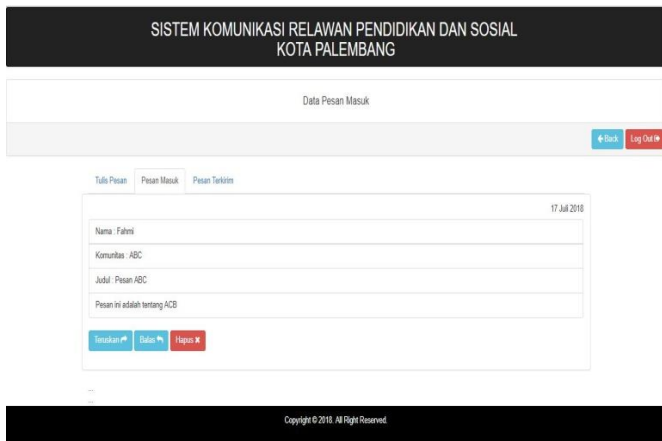 SISTEM KOMUNIKASI RELAWAN PENDIDIKAN DAN SOSIAL
KOTA PALEMBANG
Data Pesan Masuk
Back Log Out
Tulis Pesan Pesan Masuk Pesan Terkirim
17 Juli 2018
Nama : Fahmi
Komunitas : ABC
Judul : Pesan ABC
Pesan ini adalah tentang ACB
Teruskan Balas Hapus
...
...
Copyright © 2018. All Right Reserved.